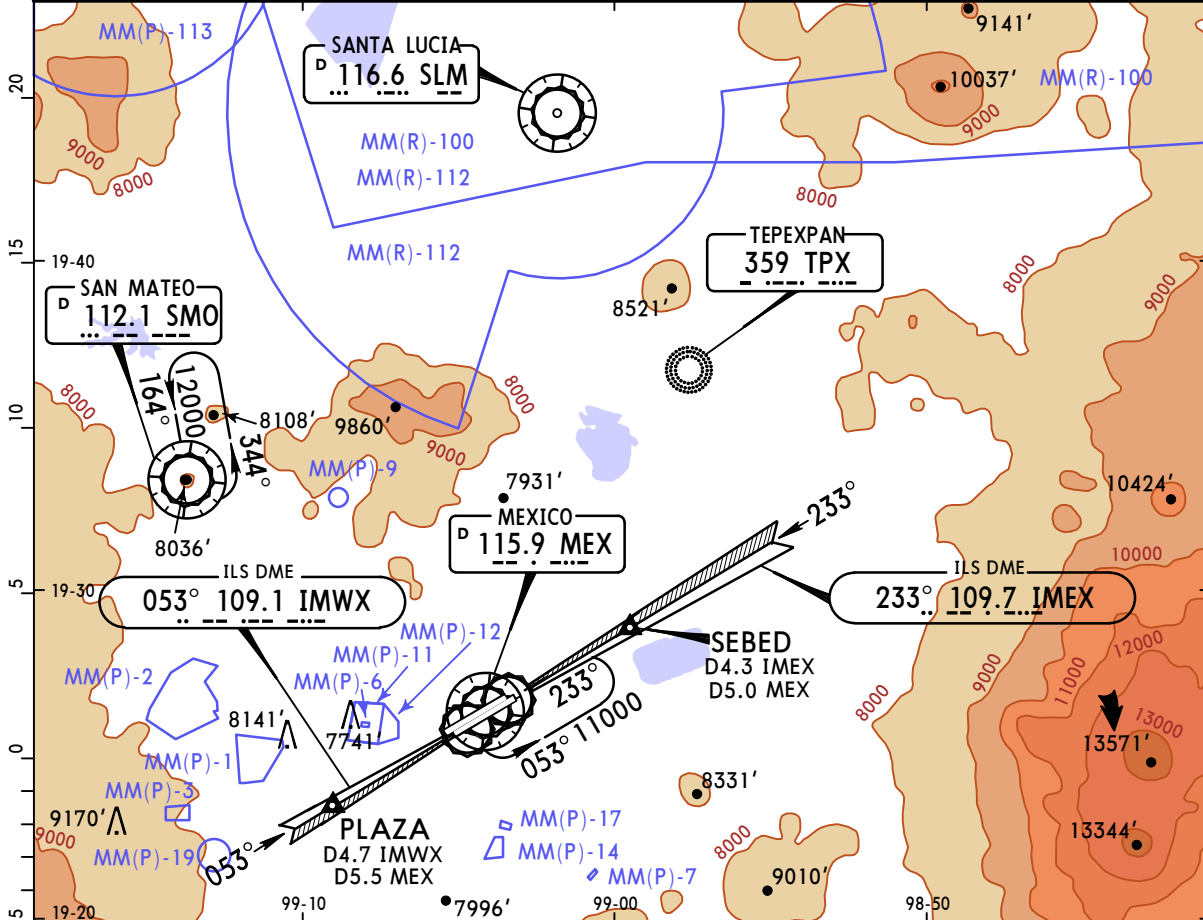 MM(P)-113
9141’
SANTA LUCIA
D 116.6 SLM
10037’
MM(R)-100
20
9000
9000
MM(R)-100
8000
MM(R)-112
8000
TEPEXPAN
359 TPX
15
19-40
MM(R)-112
8000
9000
SAN MATEO
D 112.1 SMO
8521’
164°
12000
8000
8000
10
8108’
9860’
344°
9000
MM(P)-9
7931’
10424’
233°
MEXICO
D 115.9 MEX
8036’
10000
ILS DME
053° 109.1 IMWX
ILS DME
233° 109.7 IMEX
5
19-30
MM(P)-12
MM(P)-11
MM(P)-6
SEBED
D4.3 IMEX
D5.0 MEX
12000
11000
9000
8000
MM(P)-2
233°
053° 11000
8141’
7741’
13000
13571’
0
MM(P)-1
MM(P)-3
8331’
9170’
9000
MM(P)-17
PLAZA
D4.7 IMWX
D5.5 MEX
13344’
8000
MM(P)-14
MM(P)-19
053°
MM(P)-7
9010’
7996’
5
19-20
99-10
99-00
98-50